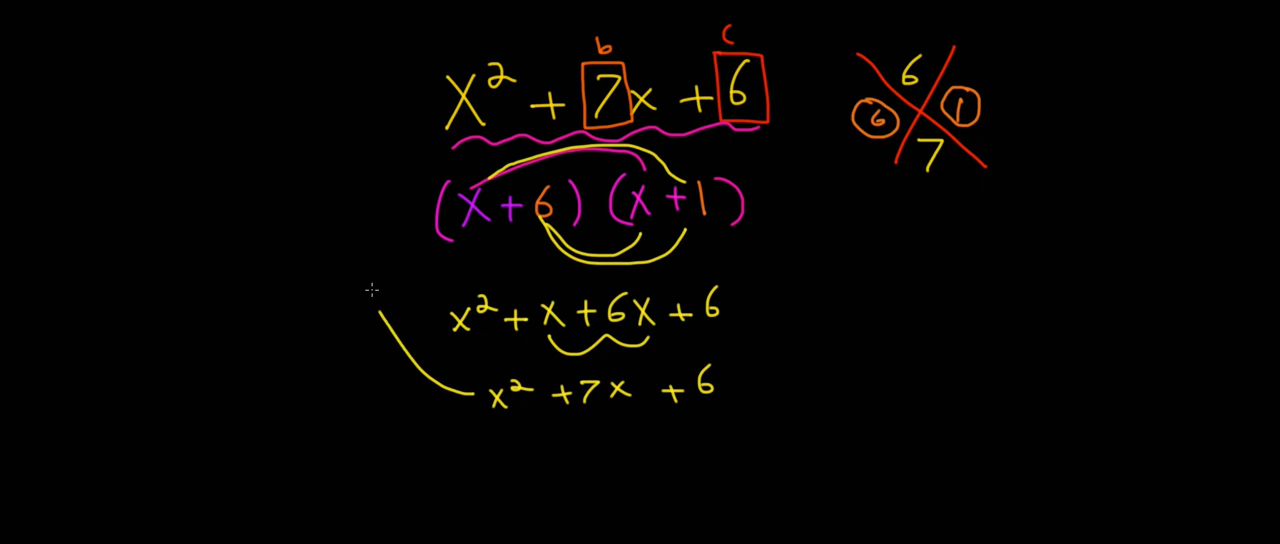 b c
x² + 7x + 6
(x + 6) (x + 1)
x² + x + 6x + 6
x² + 7x + 6
6
6 1
7